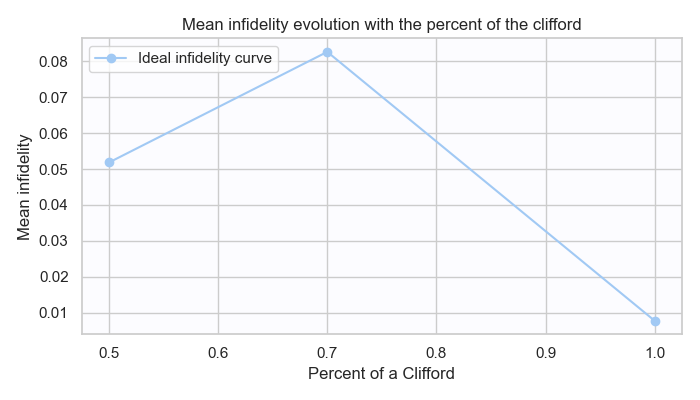 Mean infidelity evolution with the percent of the clifford
Ideal infidelity curve
Mean infidelity
0.08
0.07
0.06
0.05
0.04
0.03
0.02
0.01
0.5 0.6 0.7 0.8 0.9 1.0
Percent of a Clifford